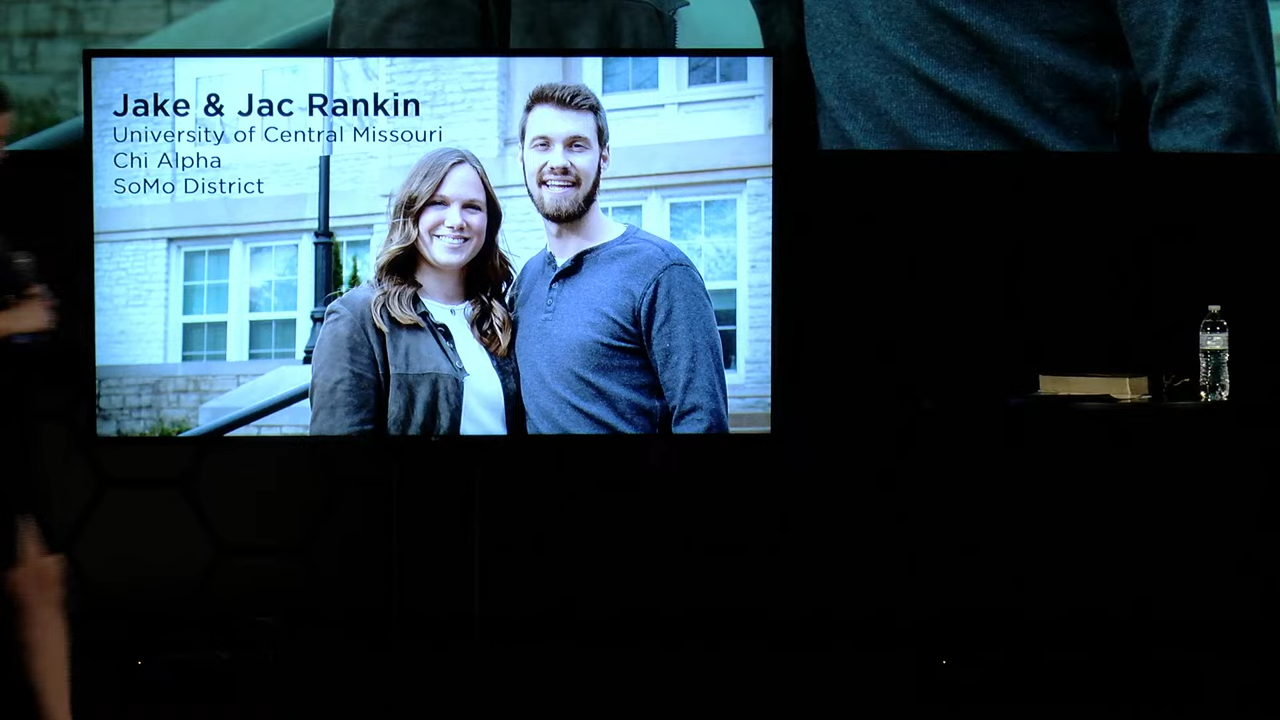 Jake & Jac Rankin
University of Central Missouri
Chi Alpha
SoMo District